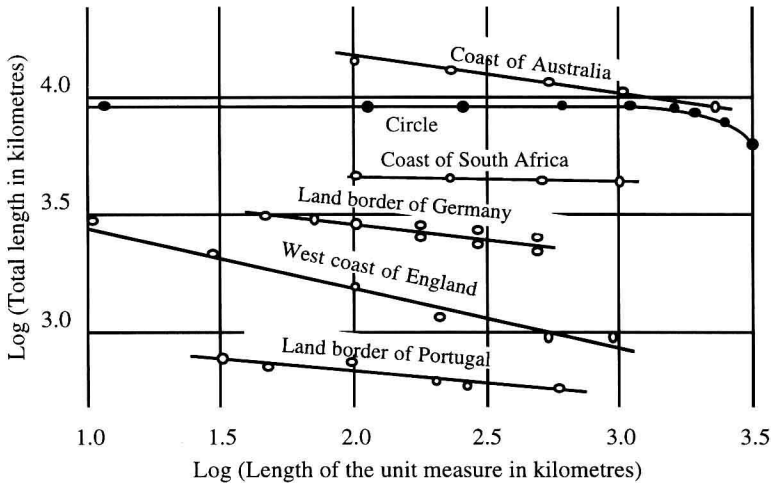 Log (Total length in kilometres)
4.0
3.5
3.0
Coast of Australia
Circle
Coast of South Africa
Land border of Germany
West coast of England
Land border of Portugal
1.0
1.5
2.0
2.5
3.0
3.5
Log (Length of the unit measure in kilometres)